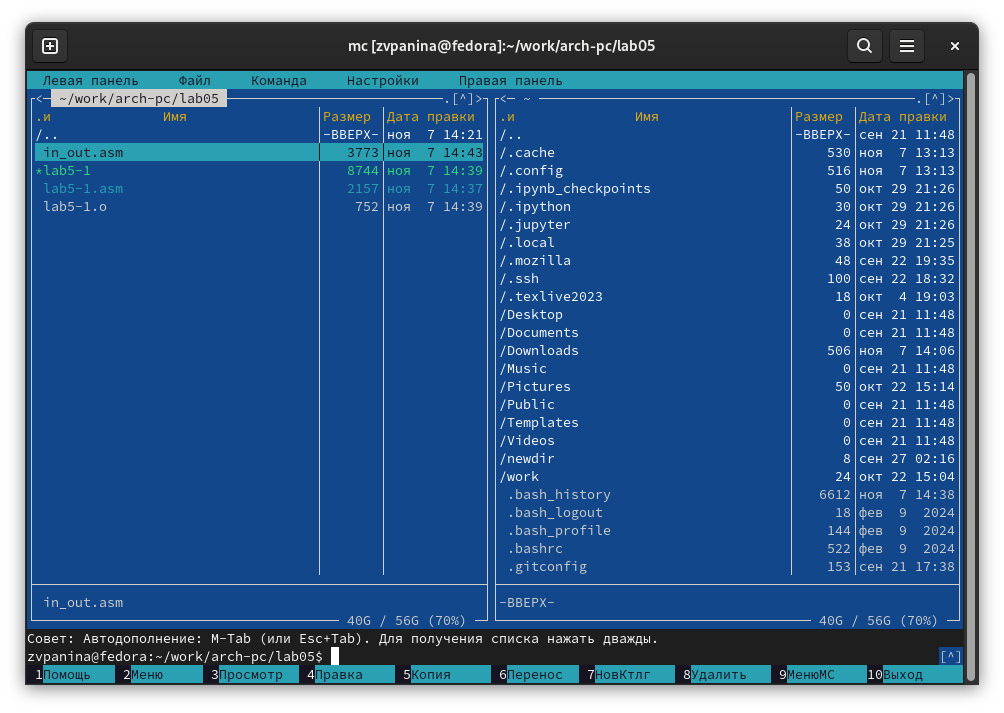 mc [zvpanina@fedora]:~/work/arch-pc/lab05
Левая панель Файл Команда Настройки Правая панель
<- ~/work/arch-pc/lab05 .[^]>
.и Имя Размер Дата правки
/.. -ВВЕРХ- ноя 7 14:21
in_out.asm 3773 ноя 7 14:43
*lab5-1 8744 ноя 7 14:39
lab5-1.asm 2157 ноя 7 14:37
lab5-1.o 752 ноя 7 14:39
in_out.asm
40G / 56G (70%)
<- ~ .[^]>
.и Имя Размер Дата правки
/.. -ВВЕРХ- сен 21 11:48
/.cache 530 ноя 7 13:13
/.config 516 ноя 7 13:13
/.ipynb_checkpoints 50 окт 29 21:26
/.ipython 30 окт 29 21:26
/.jupyter 24 окт 29 21:26
/.local 38 окт 29 21:25
/.mozilla 48 сен 22 19:35
/.ssh 100 сен 22 18:32
/.texlive2023 18 окт 4 19:03
/Desktop 0 сен 21 11:48
/Documents 0 сен 21 11:48
/Downloads 506 ноя 7 14:06
/Music 0 сен 21 11:48
/Pictures 50 окт 22 15:14
/Public 0 сен 21 11:48
/Templates 0 сен 21 11:48
/Videos 0 сен 21 11:48
/newdir 8 сен 27 02:16
/work 24 окт 22 15:04
.bash_history 6612 ноя 7 14:38
.bash_logout 18 фев 9 2024
.bash_profile 144 фев 9 2024
.bashrc 522 фев 9 2024
.gitconfig 153 сен 21 17:38
-ВВЕРХ-
40G / 56G (70%)
Совет: Автодополнение: M-Tab (или Esc+Tab). Для получения списка нажать дважды.
zvpanina@fedora:~/work/arch-pc/lab05$ [^]
1Помощь 2Меню 3Просмотр 4Правка 5Копия 6Перенос 7НовКтлг 8Удалить 9МенюMC 10Выход